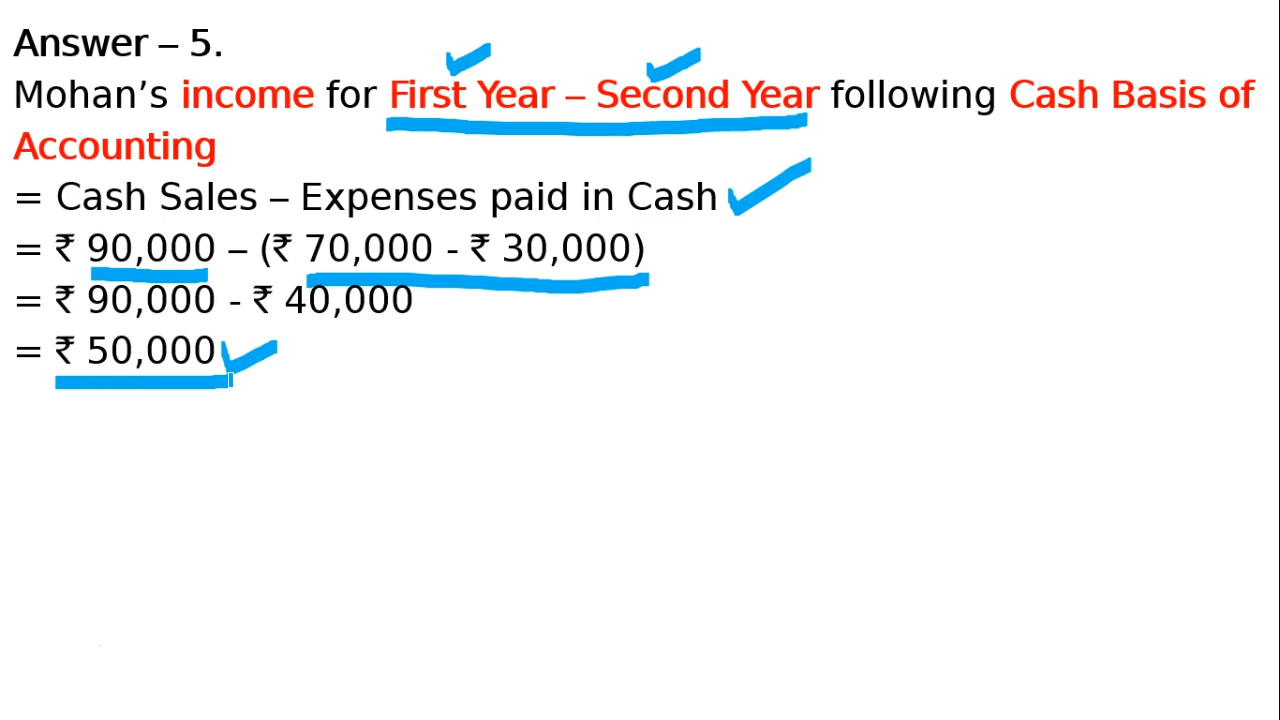 Answer – 5.
Mohan’s income for First Year – Second Year following Cash Basis of
Accounting
= Cash Sales – Expenses paid in Cash
= ₹ 90,000 – (₹ 70,000 - ₹ 30,000)
= ₹ 90,000 - ₹ 40,000
= ₹ 50,000